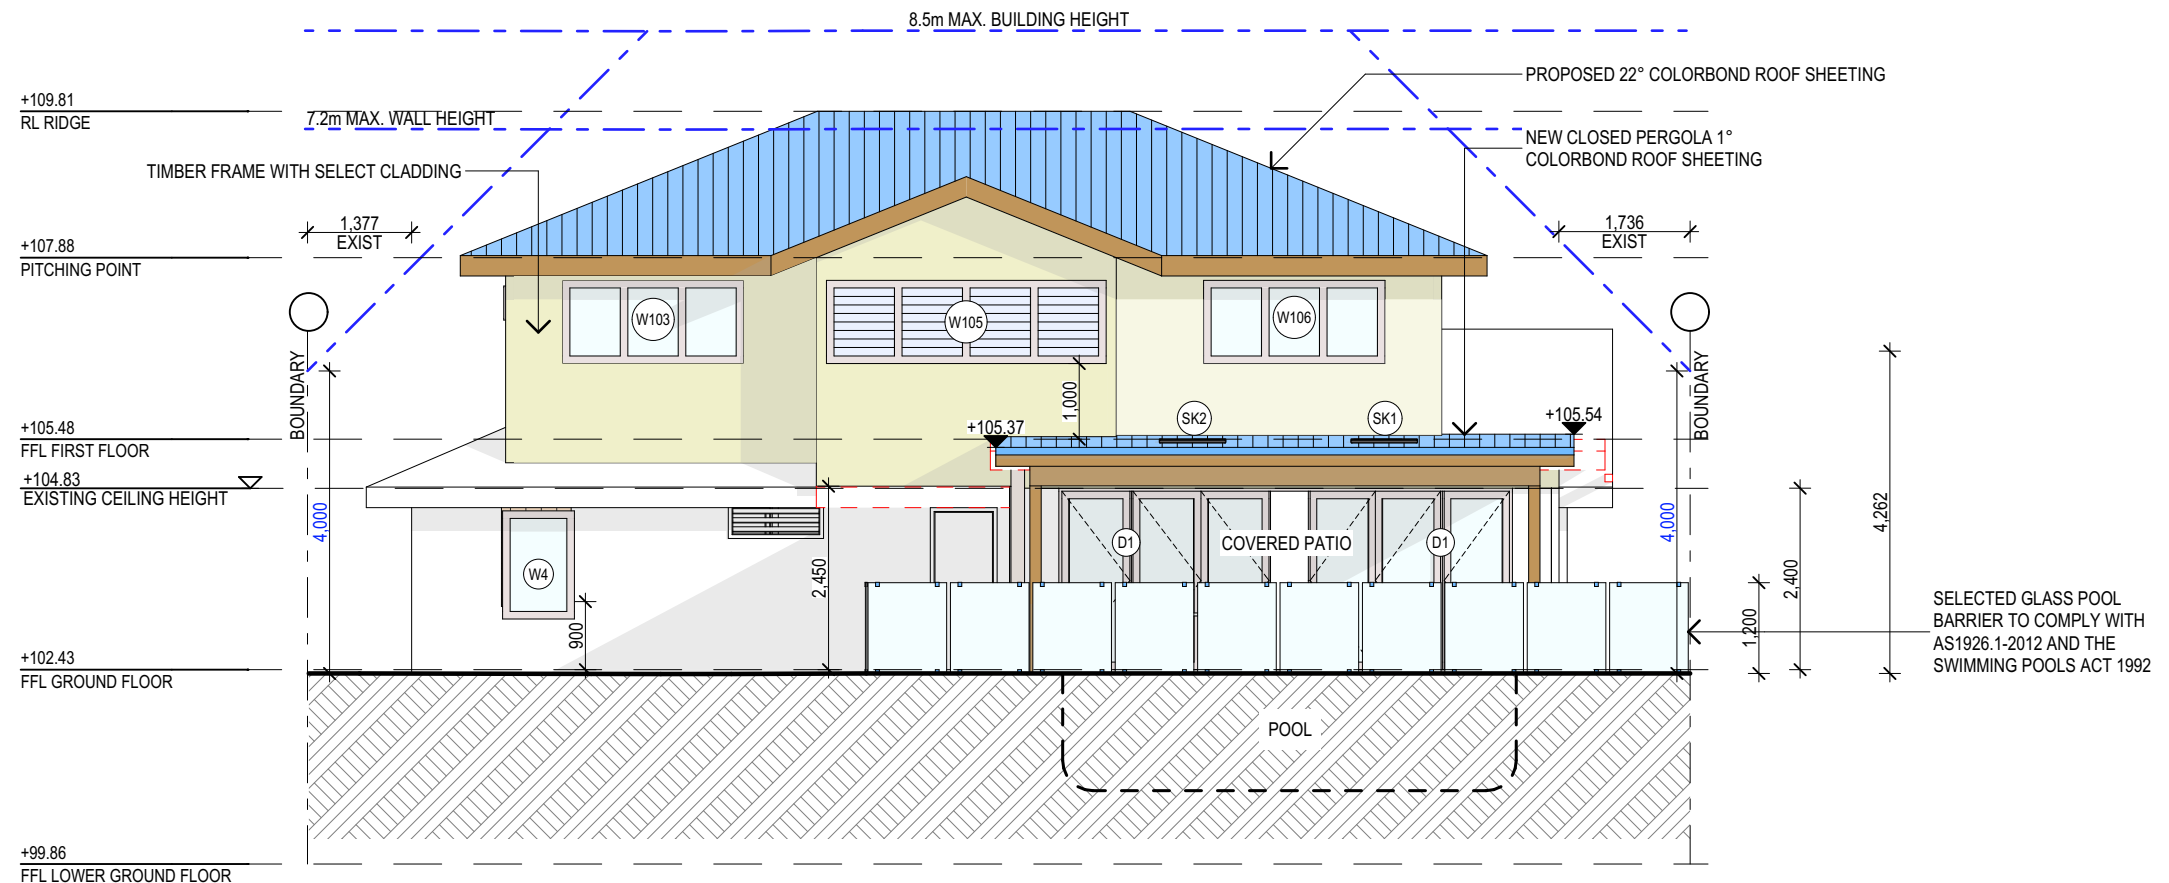 8.5m MAX. BUILDING HEIGHT
PROPOSED 22° COLORBOND ROOF SHEETING
+109.81
RL RIDGE
7.2m MAX. WALL HEIGHT
NEW CLOSED PERGOLA 1°
COLORBOND ROOF SHEETING
TIMBER FRAME WITH SELECT CLADDING
1,377
EXIST
1,736
EXIST
+107.88
PITCHING POINT
W103
W105
W106
BOUNDARY
BOUNDARY
1,000
SK2
SK1
+105.37
+105.54
+105.48
FFL FIRST FLOOR
+104.83
EXISTING CEILING HEIGHT
4,000
4,000
4,262
D1
COVERED PATIO
D1
W4
2,450
2,400
900
1,200
SELECTED GLASS POOL
BARRIER TO COMPLY WITH
AS1926.1-2012 AND THE
SWIMMING POOLS ACT 1992
+102.43
FFL GROUND FLOOR
POOL
+99.86
FFL LOWER GROUND FLOOR